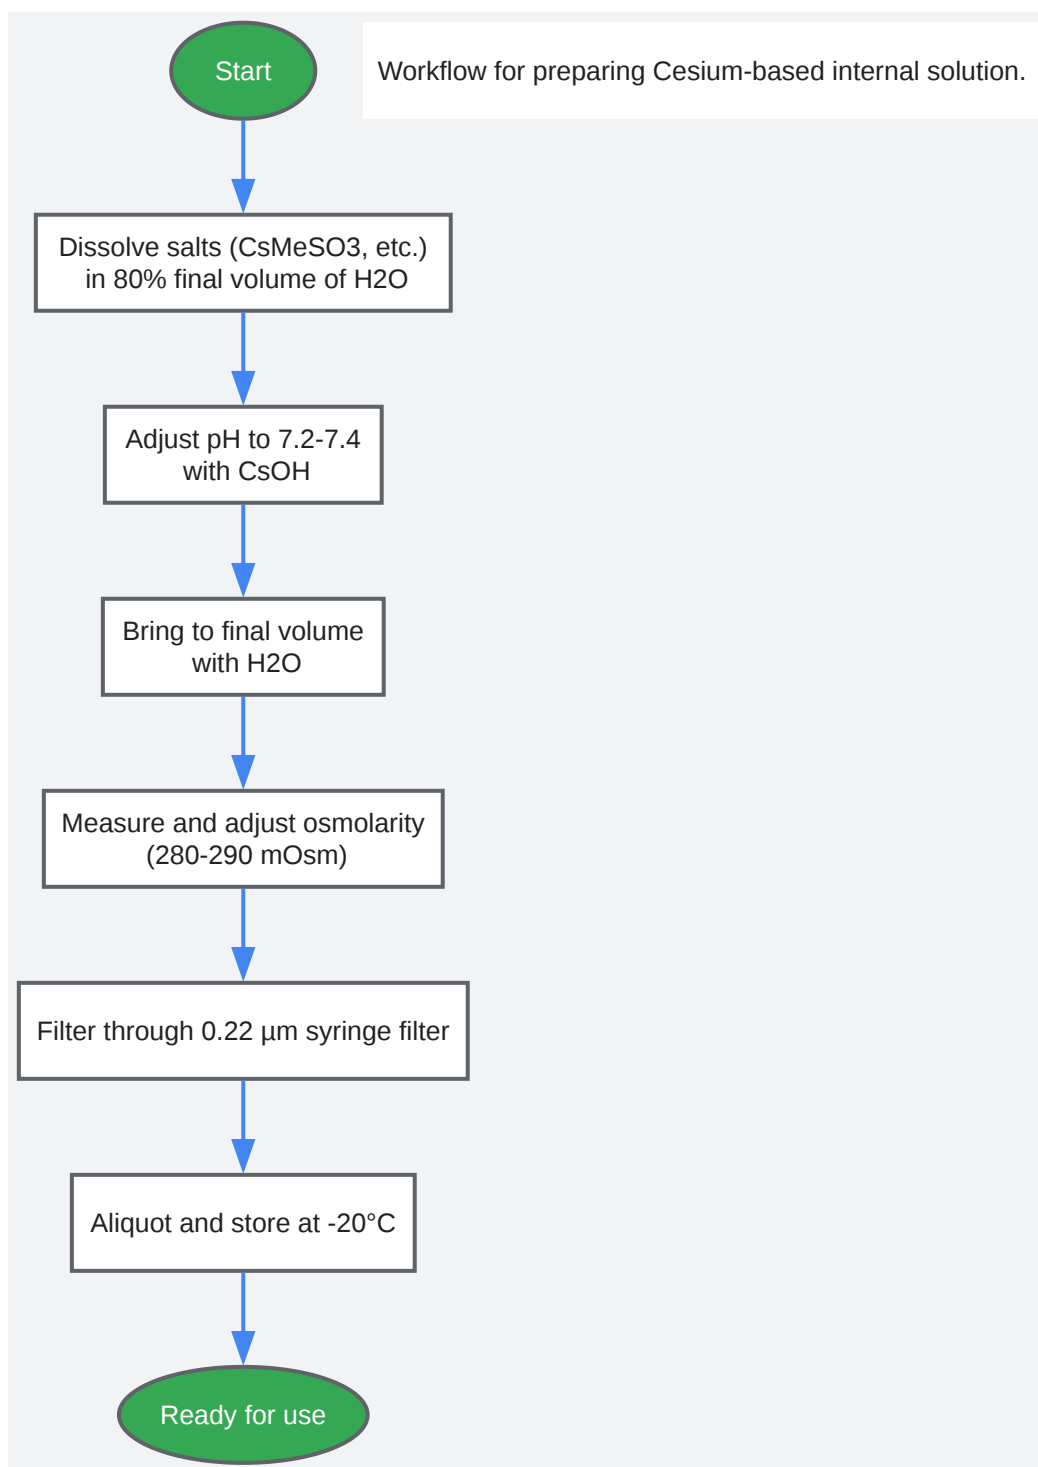 Start
Workflow for preparing Cesium-based internal solution.
Dissolve salts (CsMeSO3, etc.)
in 80% final volume of H2O
Adjust pH to 7.2-7.4
with CsOH
Bring to final volume
with H2O
Measure and adjust osmolarity
(280-290 mOsm)
Filter through 0.22 µm syringe filter
Aliquot and store at -20°C
Ready for use